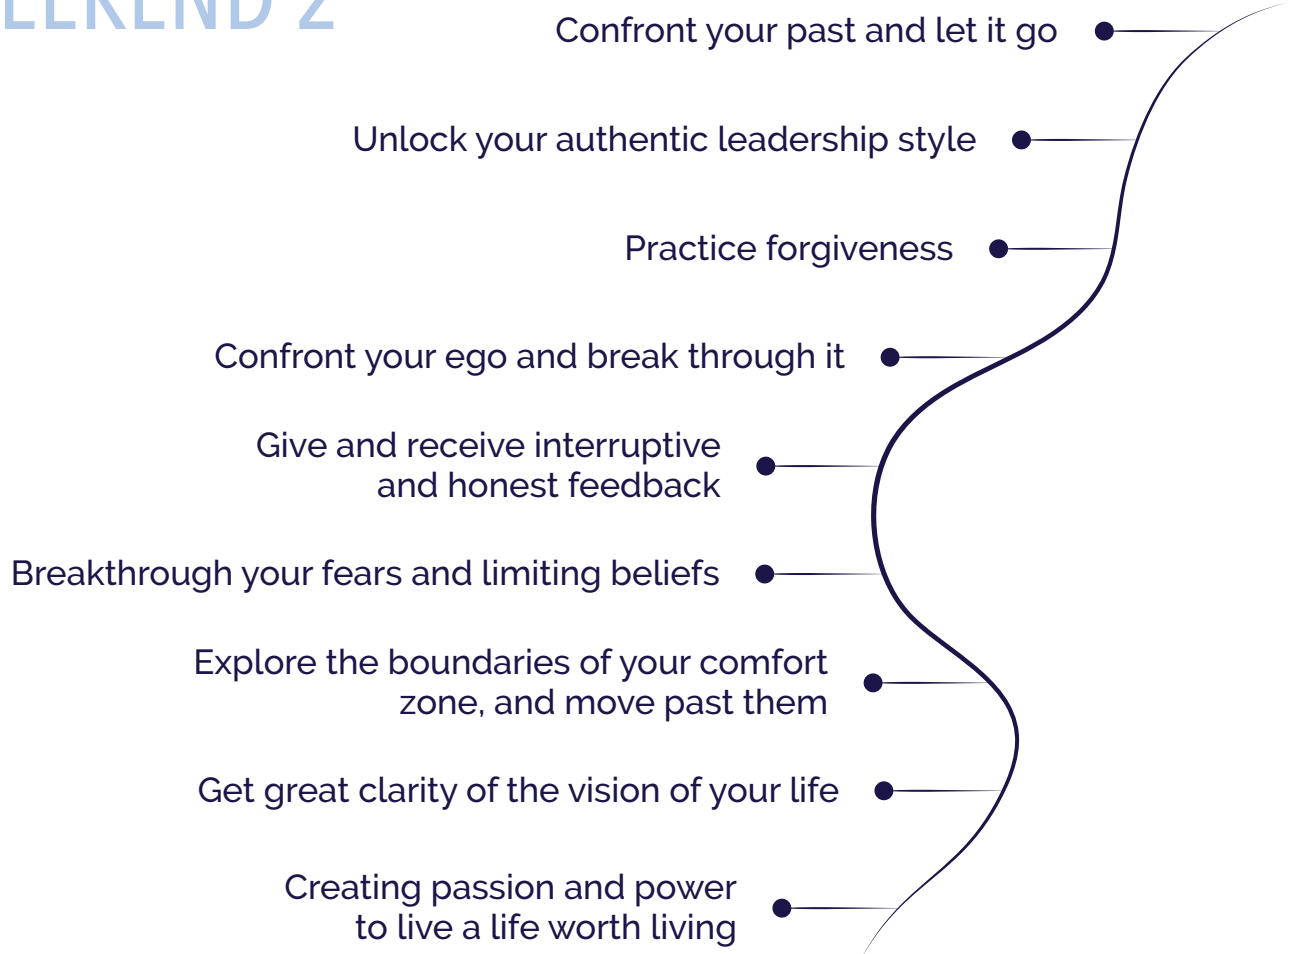 EEKEND 2
Confront your past and let it go
Unlock your authentic leadership style
Practice forgiveness
Confront your ego and break through it
Give and receive interruptive
and honest feedback
Breakthrough your fears and limiting beliefs
Explore the boundaries of your comfort
zone, and move past them
Get great clarity of the vision of your life
Creating passion and power
to live a life worth living